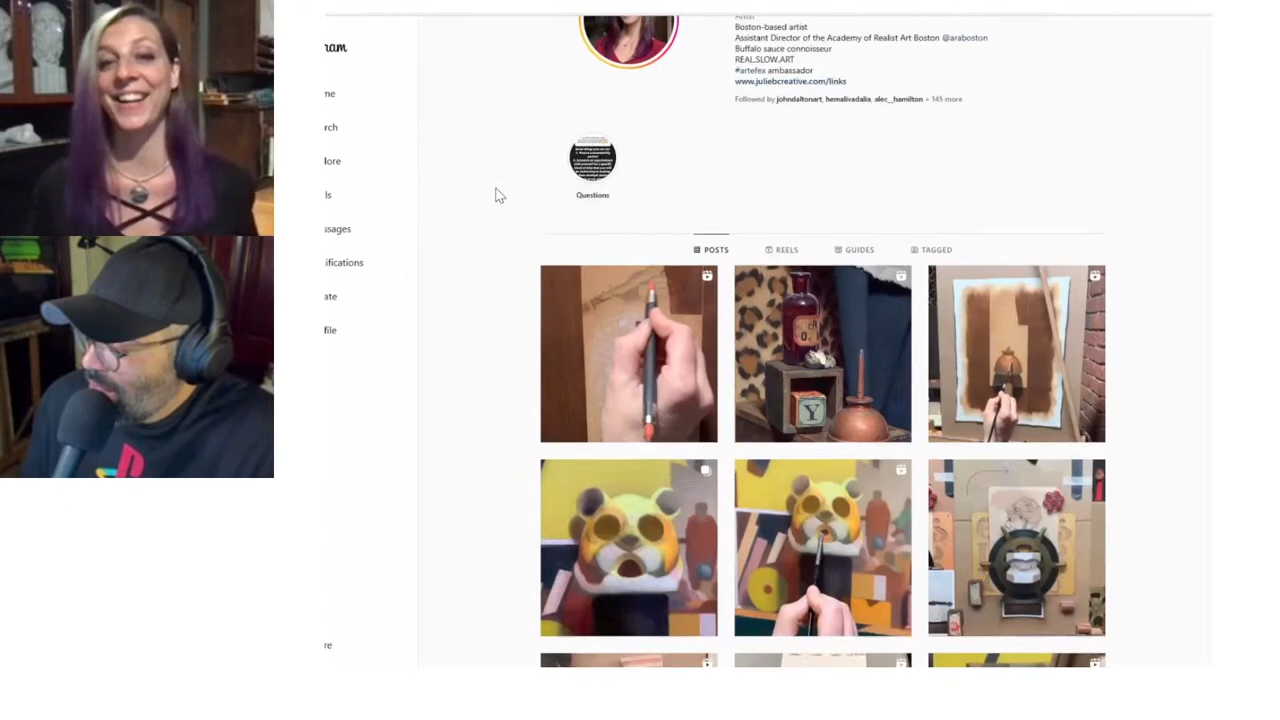 Artist
ram
Boston-based artist
Assistant Director of the Academy of Realist Art Boston @araboston
Buffalo sauce connoisseur
REAL.SLOW.ART
#artefex ambassador
www.juliebcreative.com/links
Followed by johndaltonart, hemalivadalia, alec__hamilton + 145 more
me
rch
lore
ls
ssages
ifications
ate
file
re
Questions
POSTS REELS GUIDES TAGGED
Y